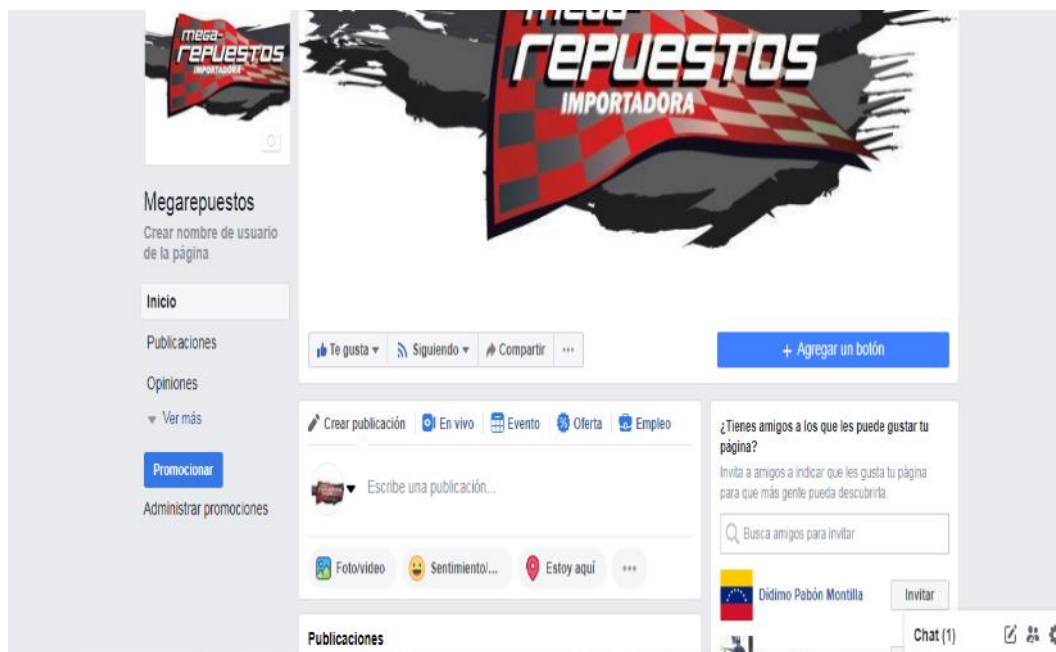 mega-
repuestos
IMPORTADORA
mega-
repuestos
IMPORTADORA
Megarepuestos
Crear nombre de usuario
de la página
Inicio
Publicaciones
Opiniones
Ver más
Promocionar
Administrar promociones
Te gusta
Siguiendo
Compartir
+ Agregar un botón
Crear publicación
En vivo
Evento
Oferta
Empleo
Escribe una publicación...
Foto/video
Sentimiento/...
Estoy aquí
Publicaciones
¿Tienes amigos a los que les puede gustar tu
página?
Invita a amigos a indicar que les gusta tu página
para que más gente pueda descubrirla.
Busca amigos para invitar
Dídimo Pabón Montilla
Invitar
Chat (1)